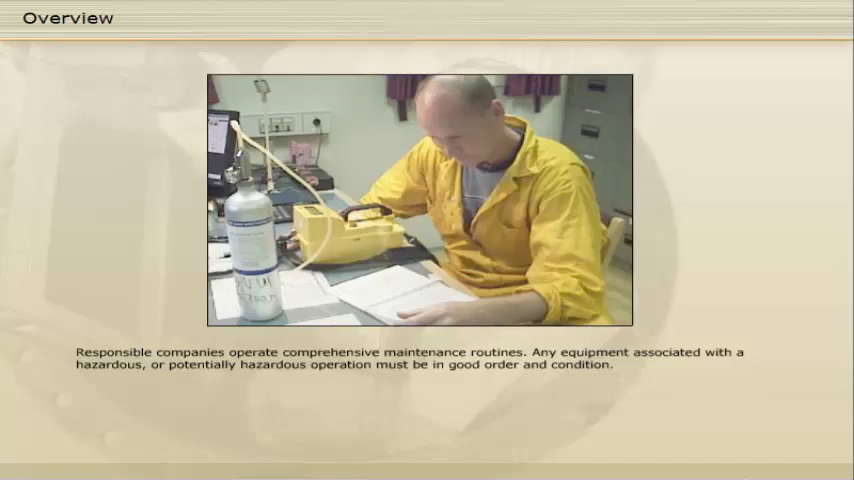 Overview
Responsible companies operate comprehensive maintenance routines. Any equipment associated with a
hazardous, or potentially hazardous operation must be in good order and condition.